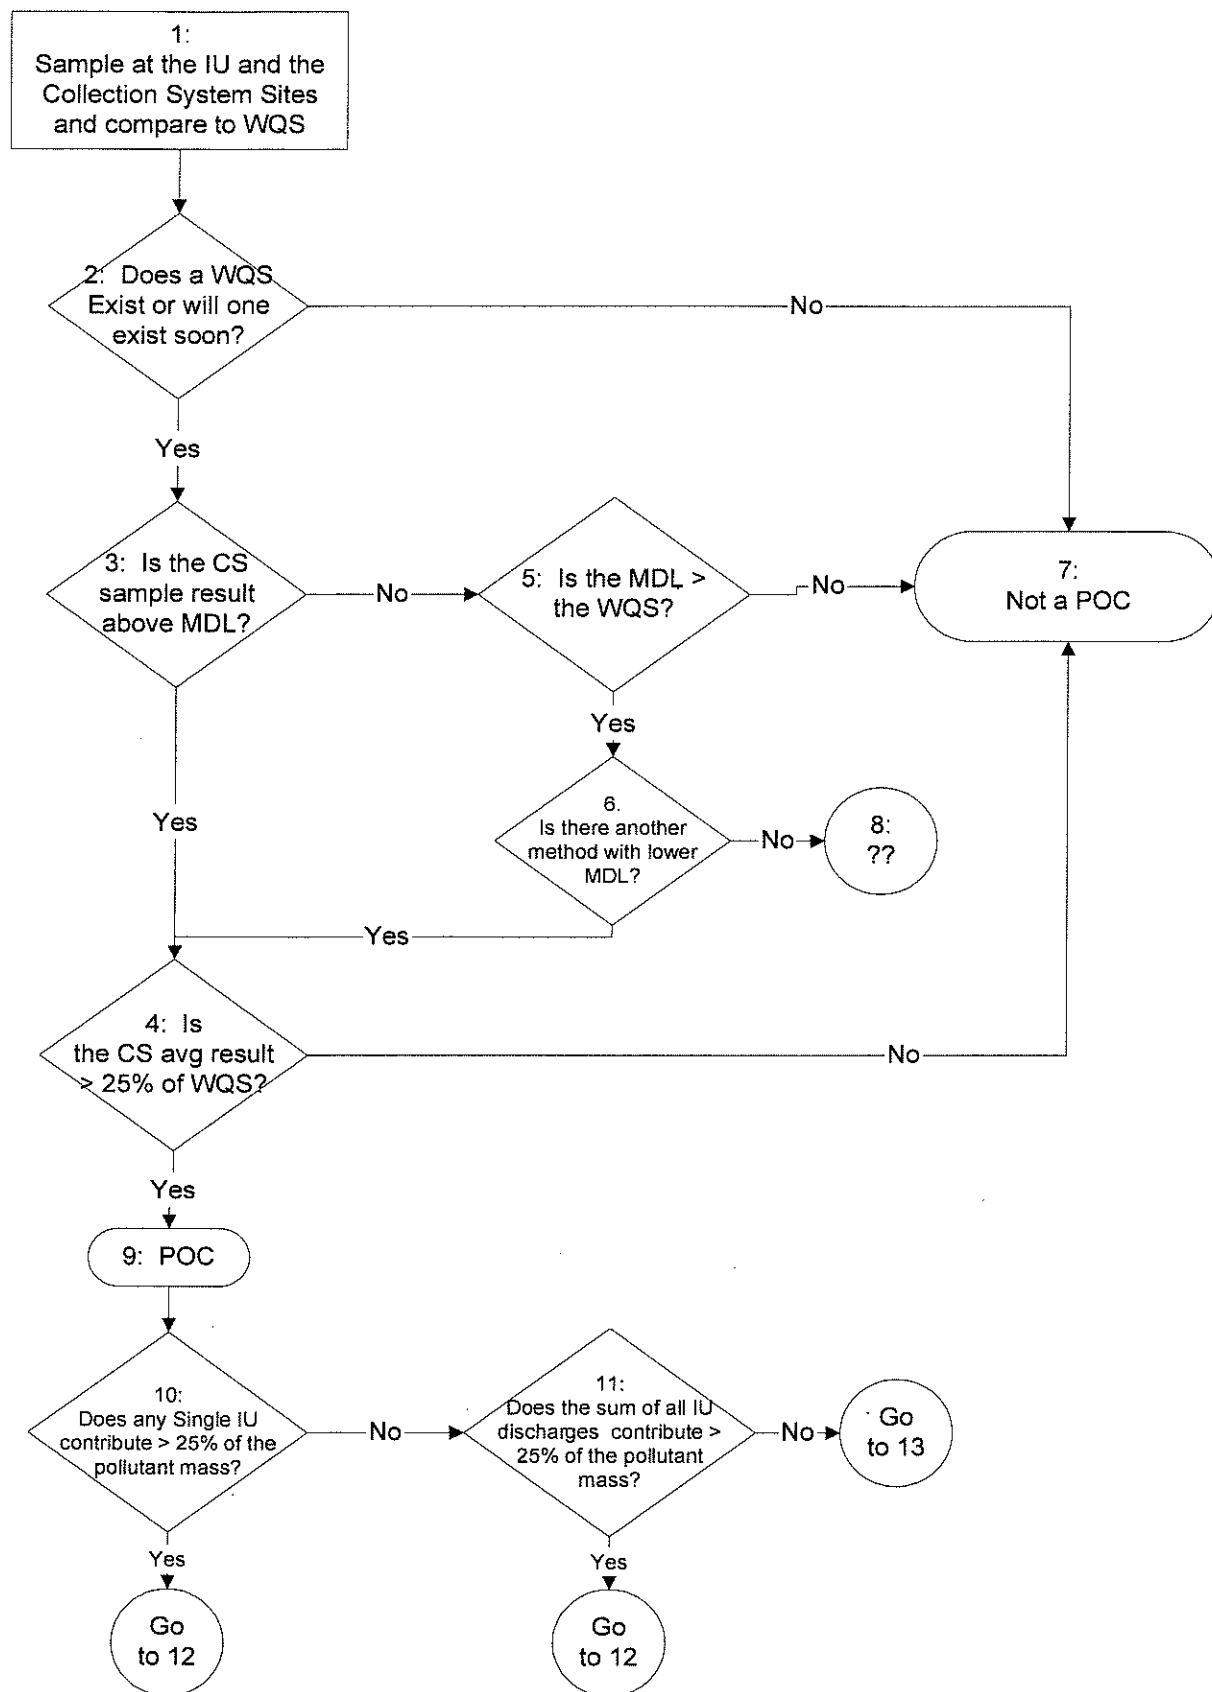 1:
Sample at the IU and the
Collection System Sites
and compare to WQS
2: Does a WQS
Exist or will one
exist soon?
No
Yes
3: Is the CS
sample result
above MDL?
No
5: Is the MDL >
the WQS?
No
7:
Not a POC
Yes
6.
Is there another
method with lower
MDL?
No
8:
??
Yes
Yes
4: Is
the CS avg result
> 25% of WQS?
No
Yes
9: POC
10:
Does any Single IU
contribute > 25% of the
pollutant mass?
No
11:
Does the sum of all IU
discharges contribute >
25% of the pollutant
mass?
No
Go
to 13
Yes
Go
to 12
Yes
Go
to 12